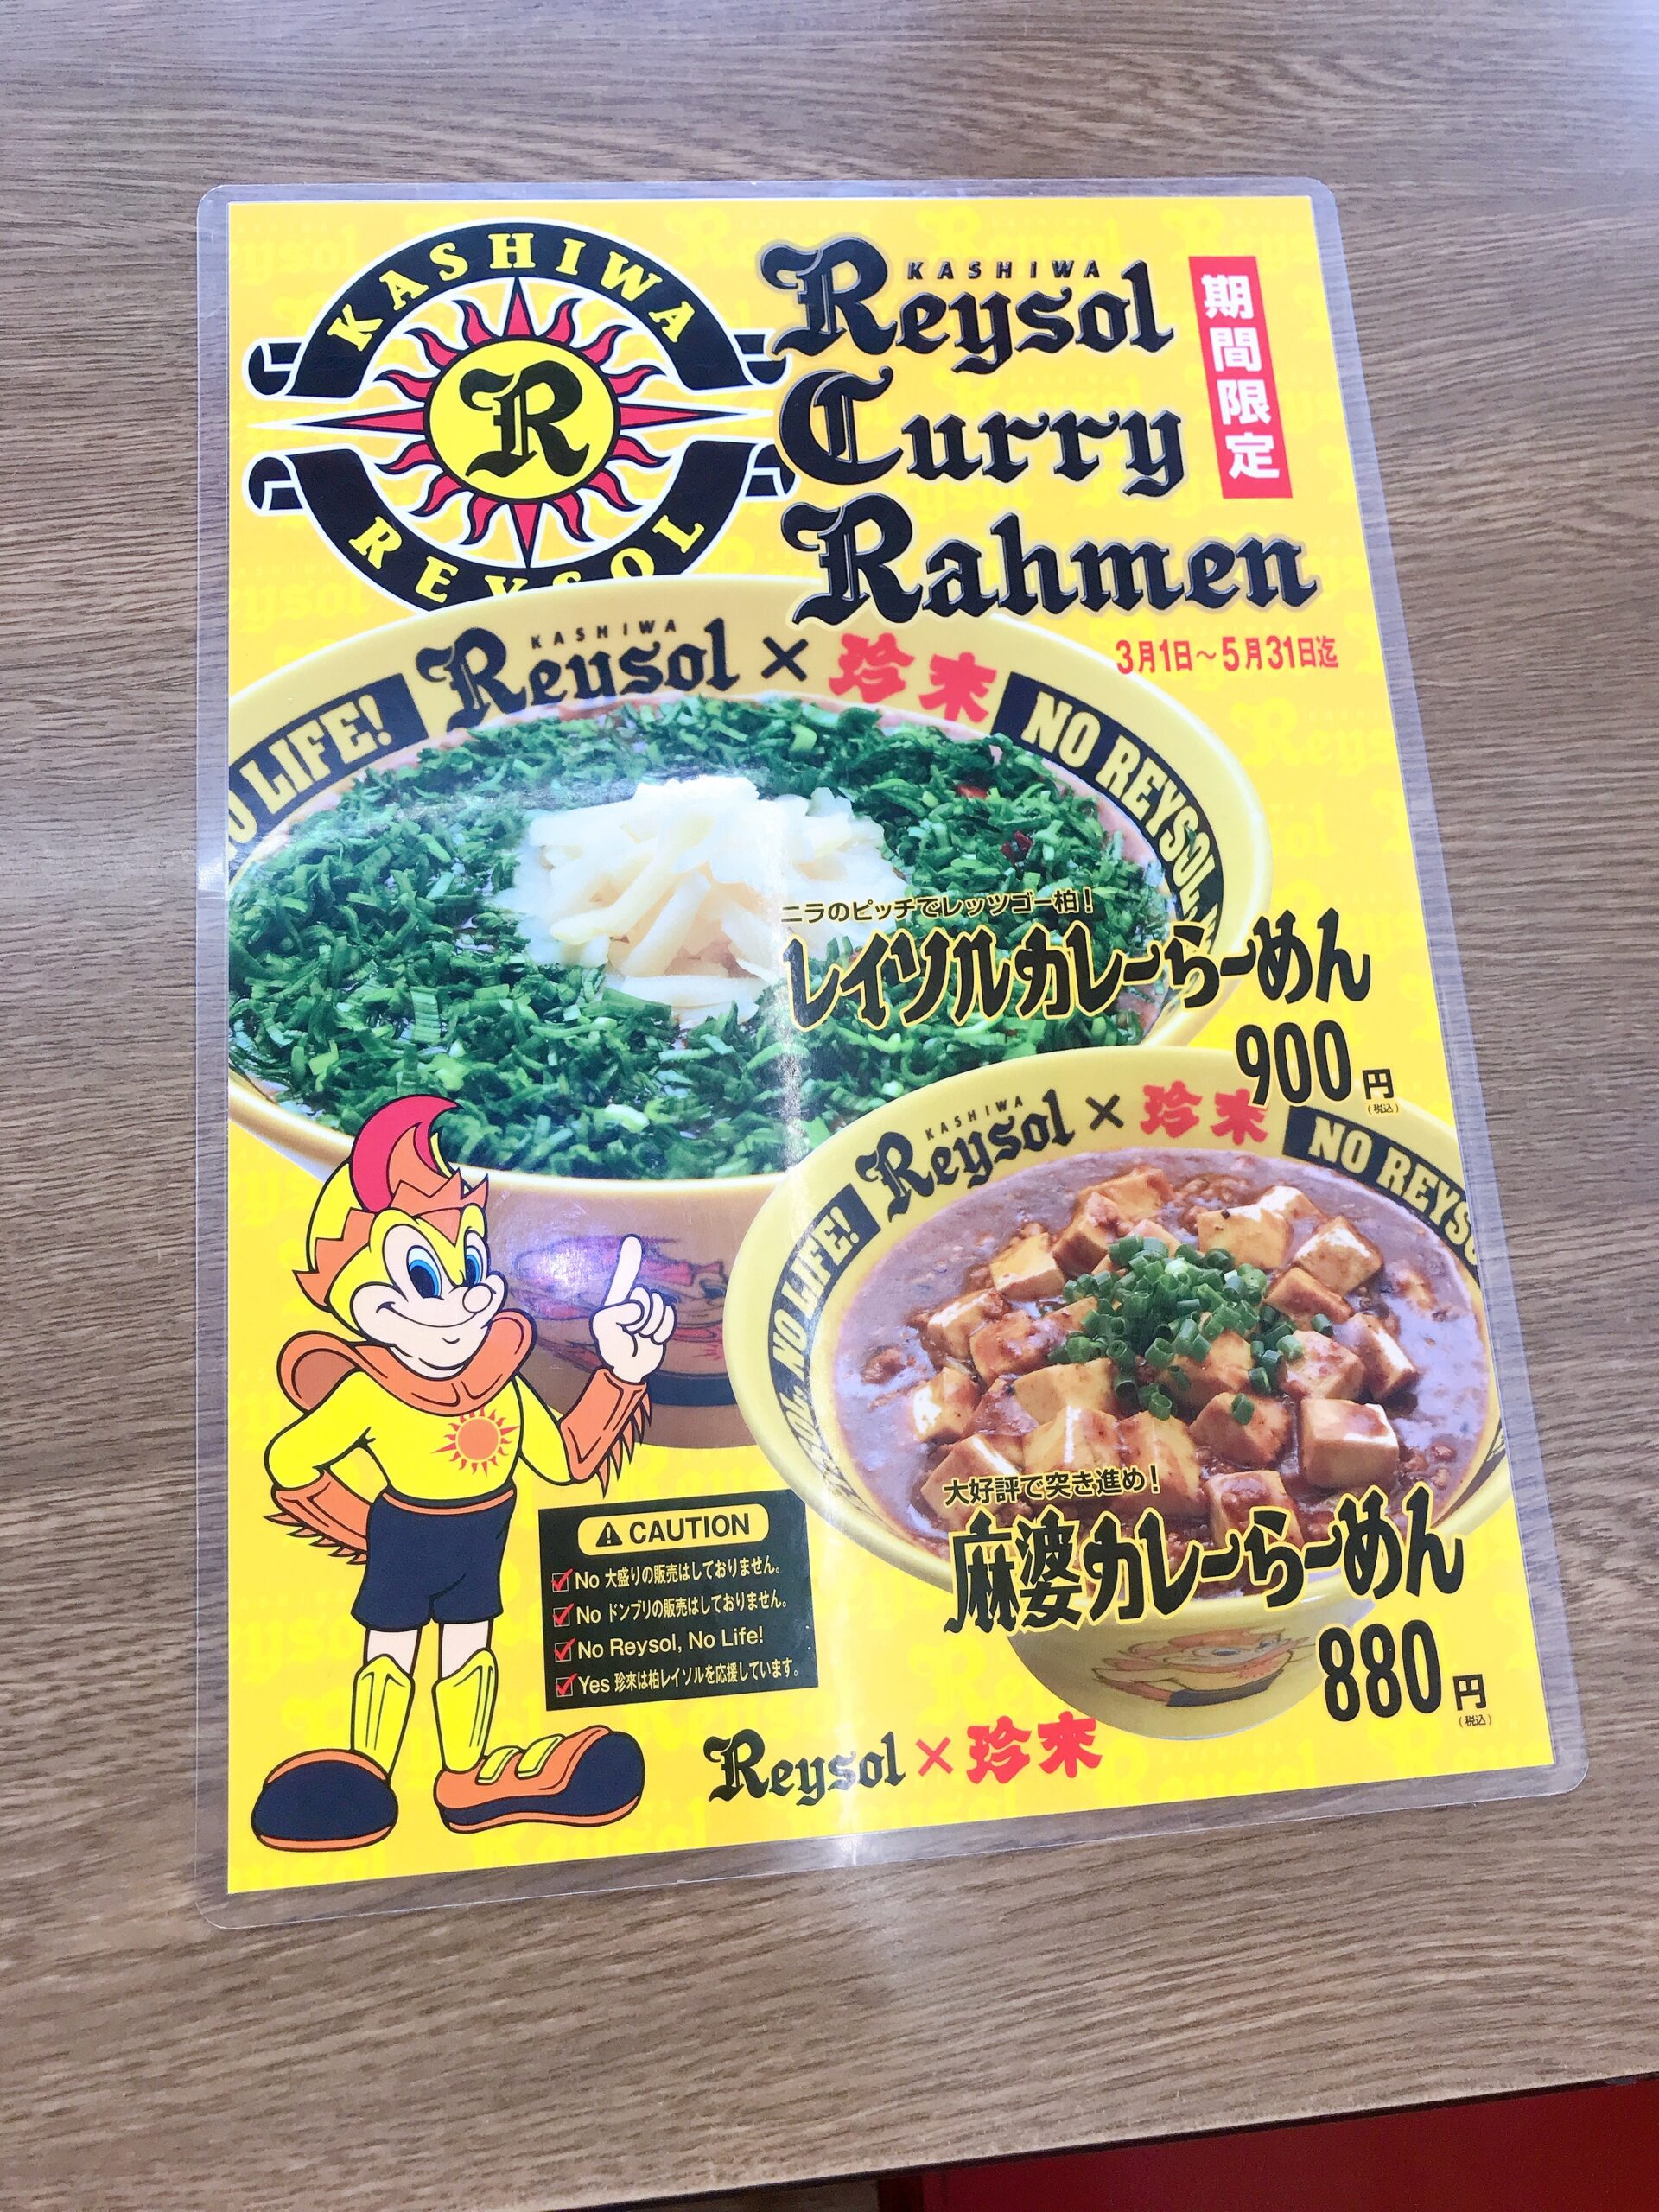 KASHIWA
REYSOL
R
KASHIWA
Reysol
Curry
Rahmen
期間限定
3月1日～5月31日迄
KASHIWA
Reysol × 珍來
NO LIFE!
NO REYSOL,
ニラのピッチでレッツゴー柏！
レイソルカレーらーめん
900円
(税込)
KASHIWA
Reysol × 珍來
NO LIFE!
NO REYSO
大好評で突き進め！
麻婆カレーらーめん
880円
(税込)
CAUTION
No 大盛りの販売はしておりません。
No ドンブリの販売はしておりません。
No Reysol, No Life!
Yes 珍來は柏レイソルを応援しています。
Reysol × 珍來